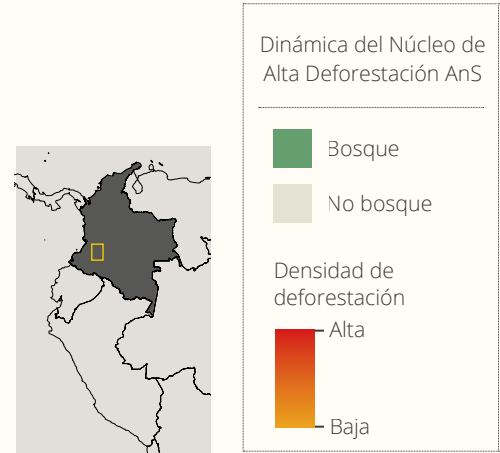 Dinámica del Núcleo de
Alta Deforestación AnS
Bosque
No bosque
Densidad de
deforestación
Alta
Baja